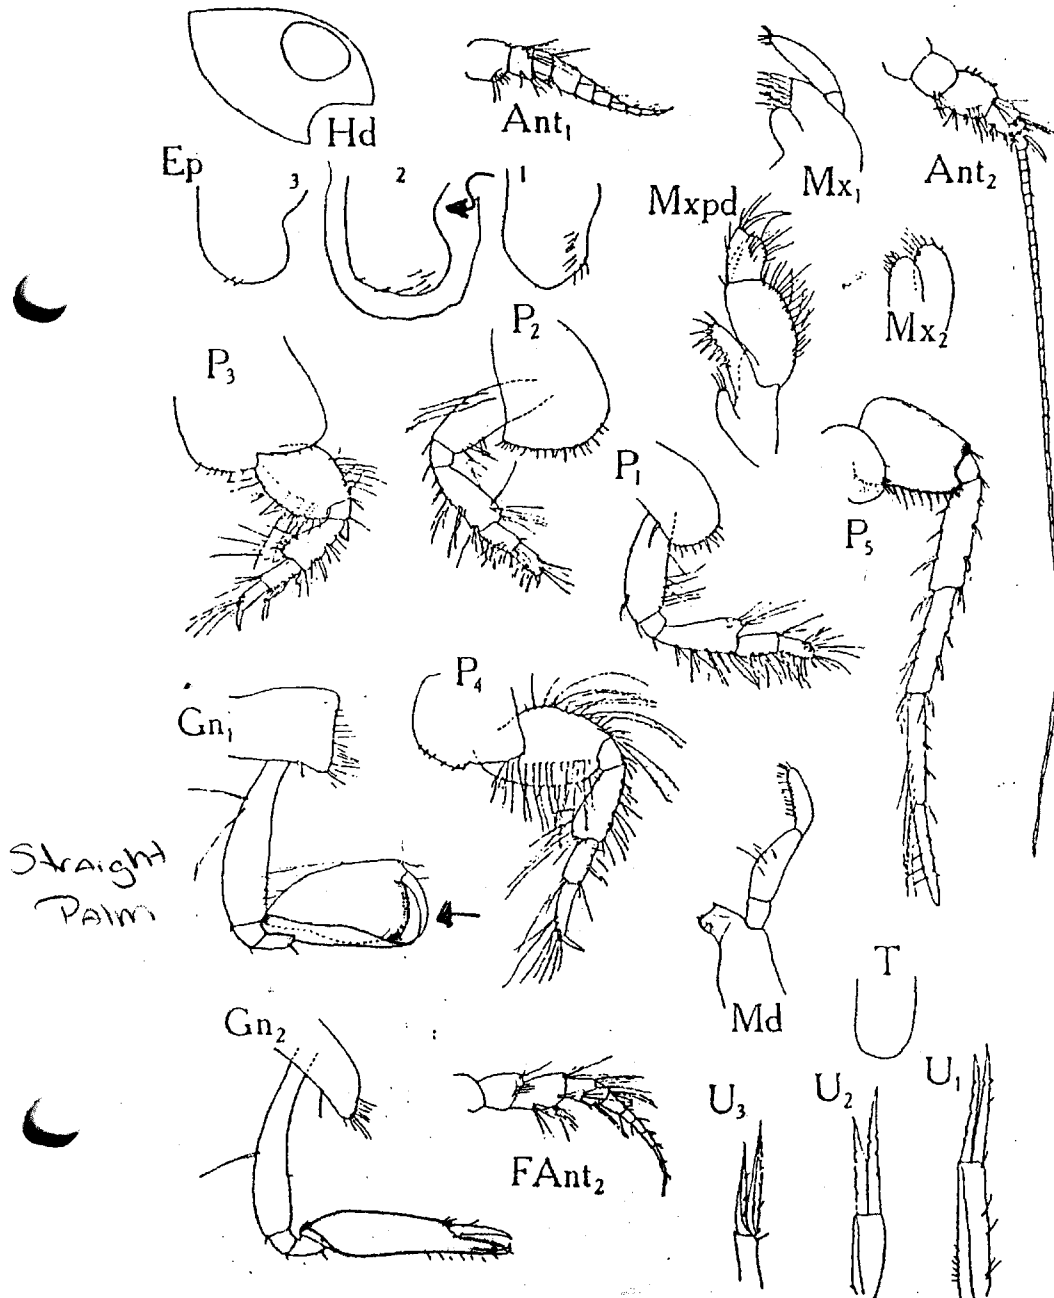 Hd
Ant1
Mx1
Ant2
Ep
3
2
1
Mxpd
Mx2
P2
P3
P1
P5
Gn1
P4
Straight
PAlm
Md
T
Gn2
FAnt2
U3
U2
U1